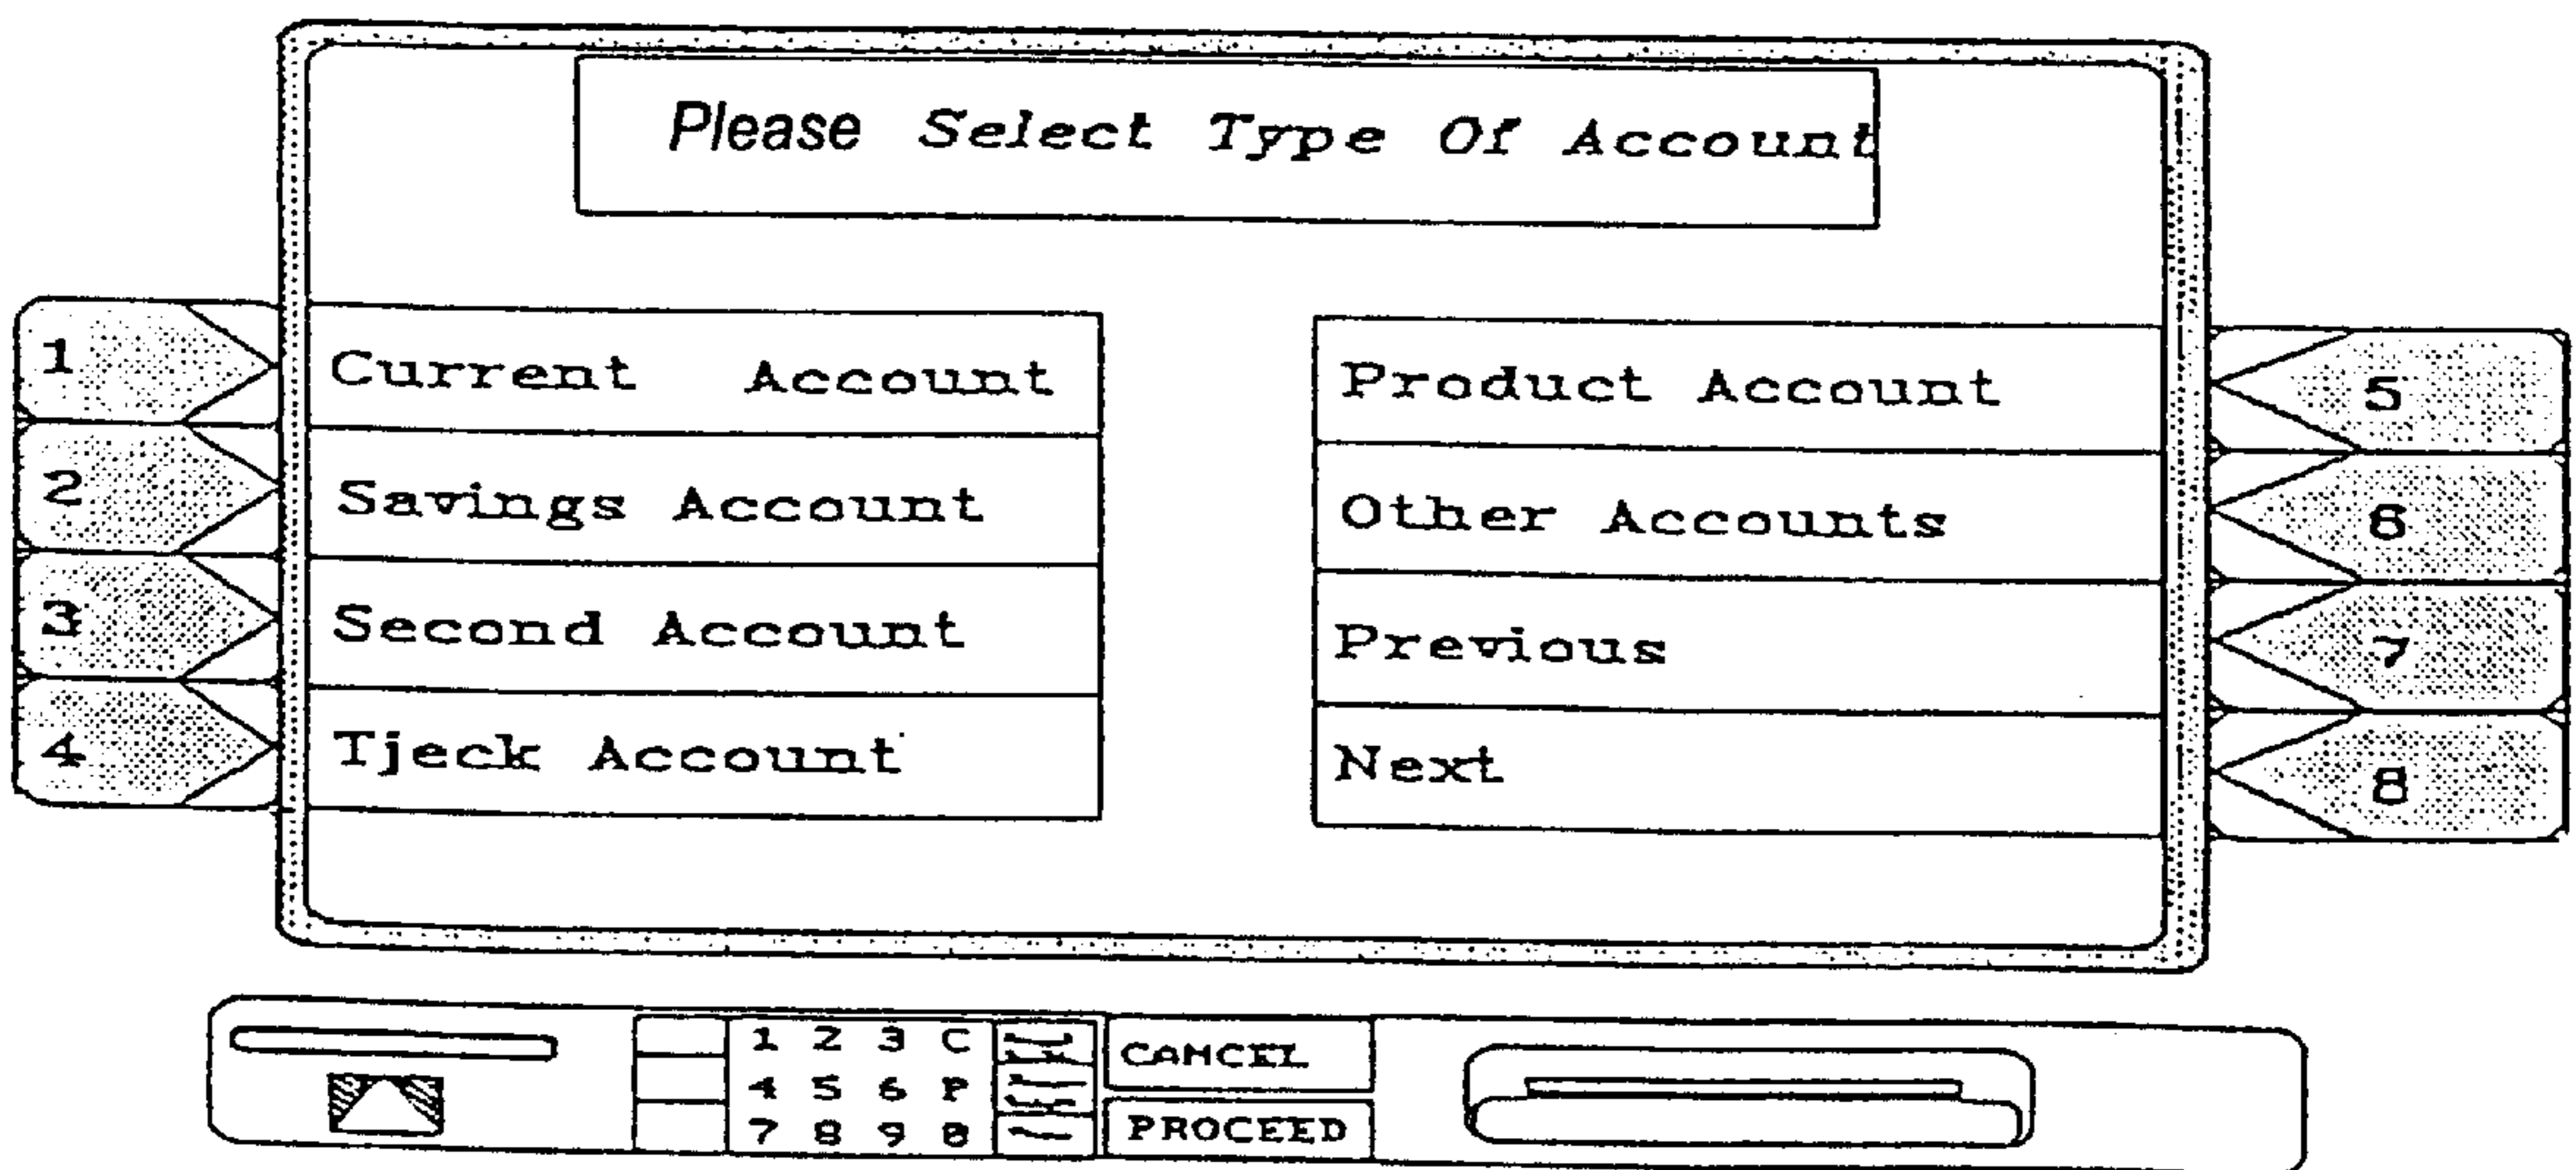 Please Select Type Of Account
1 Current Account
2 Savings Account
3 Second Account
4 Tjeck Account
Product Account 5
Other Accounts 6
Previous 7
Next 8
1 2 3 C
4 5 6 P
7 8 9 0
CANCEL
PROCEED